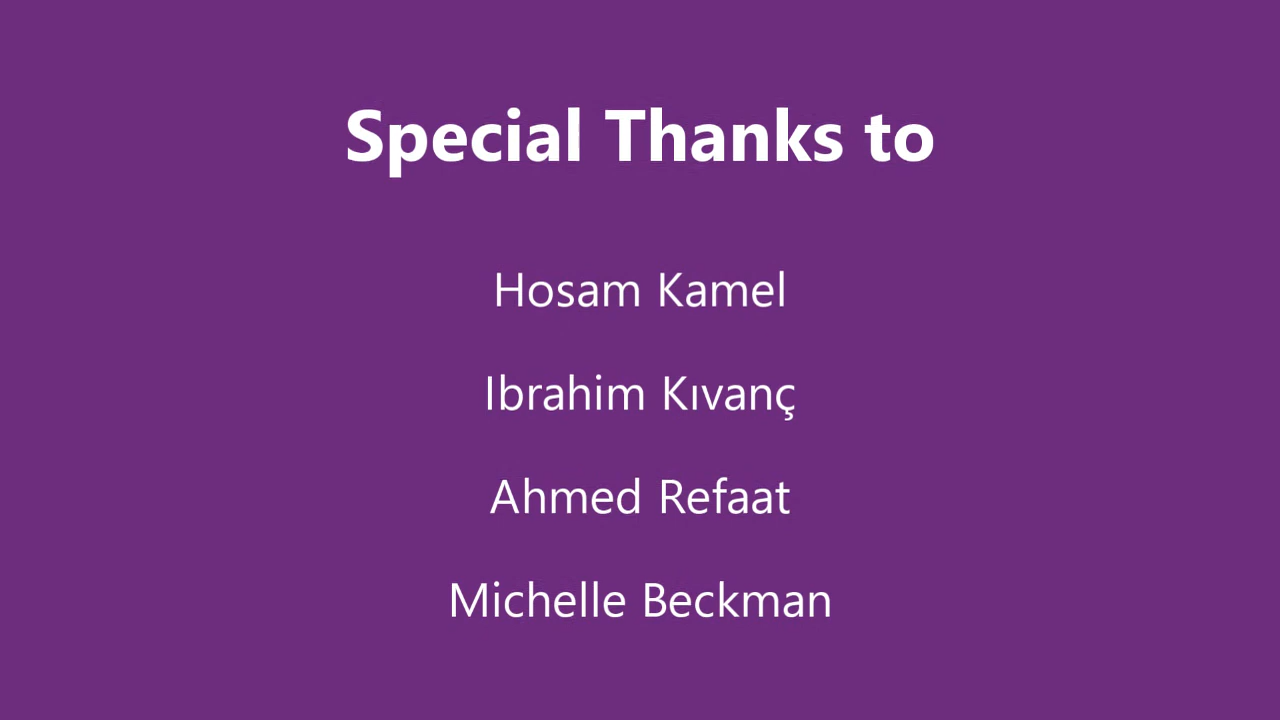 Special Thanks to
Hosam Kamel
Ibrahim Kıvanç
Ahmed Refaat
Michelle Beckman